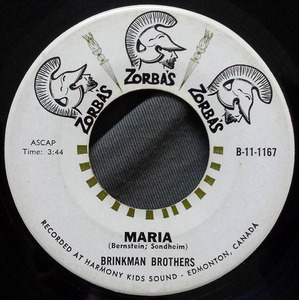 ZORBA'S
ZORBA'S
ZORBA'S
ASCAP
Time: 3:44
B-11-1167
MARIA
(Bernstein; Sondheim)
BRINKMAN BROTHERS
RECORDED AT HARMONY KIDS SOUND - EDMONTON, CANADA